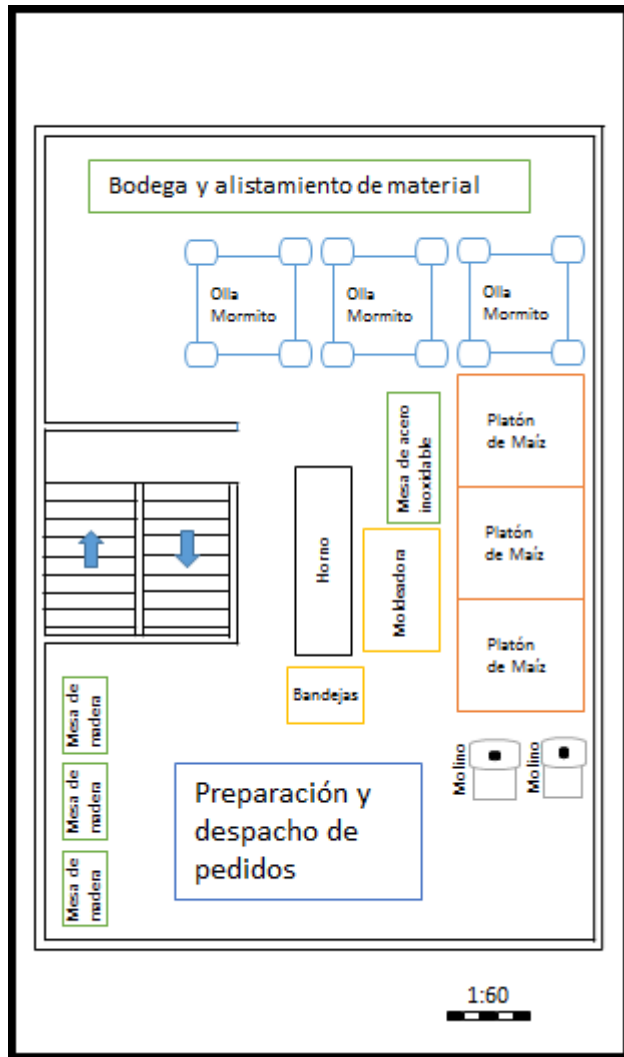 Bodega y alistamiento de material
Olla
Mormito
Olla
Mormito
Olla
Mormito
Mesa de acero
inoxidable
Platón
de Maíz
Horno
Moldeadora
Platón
de Maíz
Platón
de Maíz
Bandejas
Mesa de
madera
Mesa de
madera
Mesa de
madera
Molino
Molino
Preparación y
despacho de
pedidos
1:60